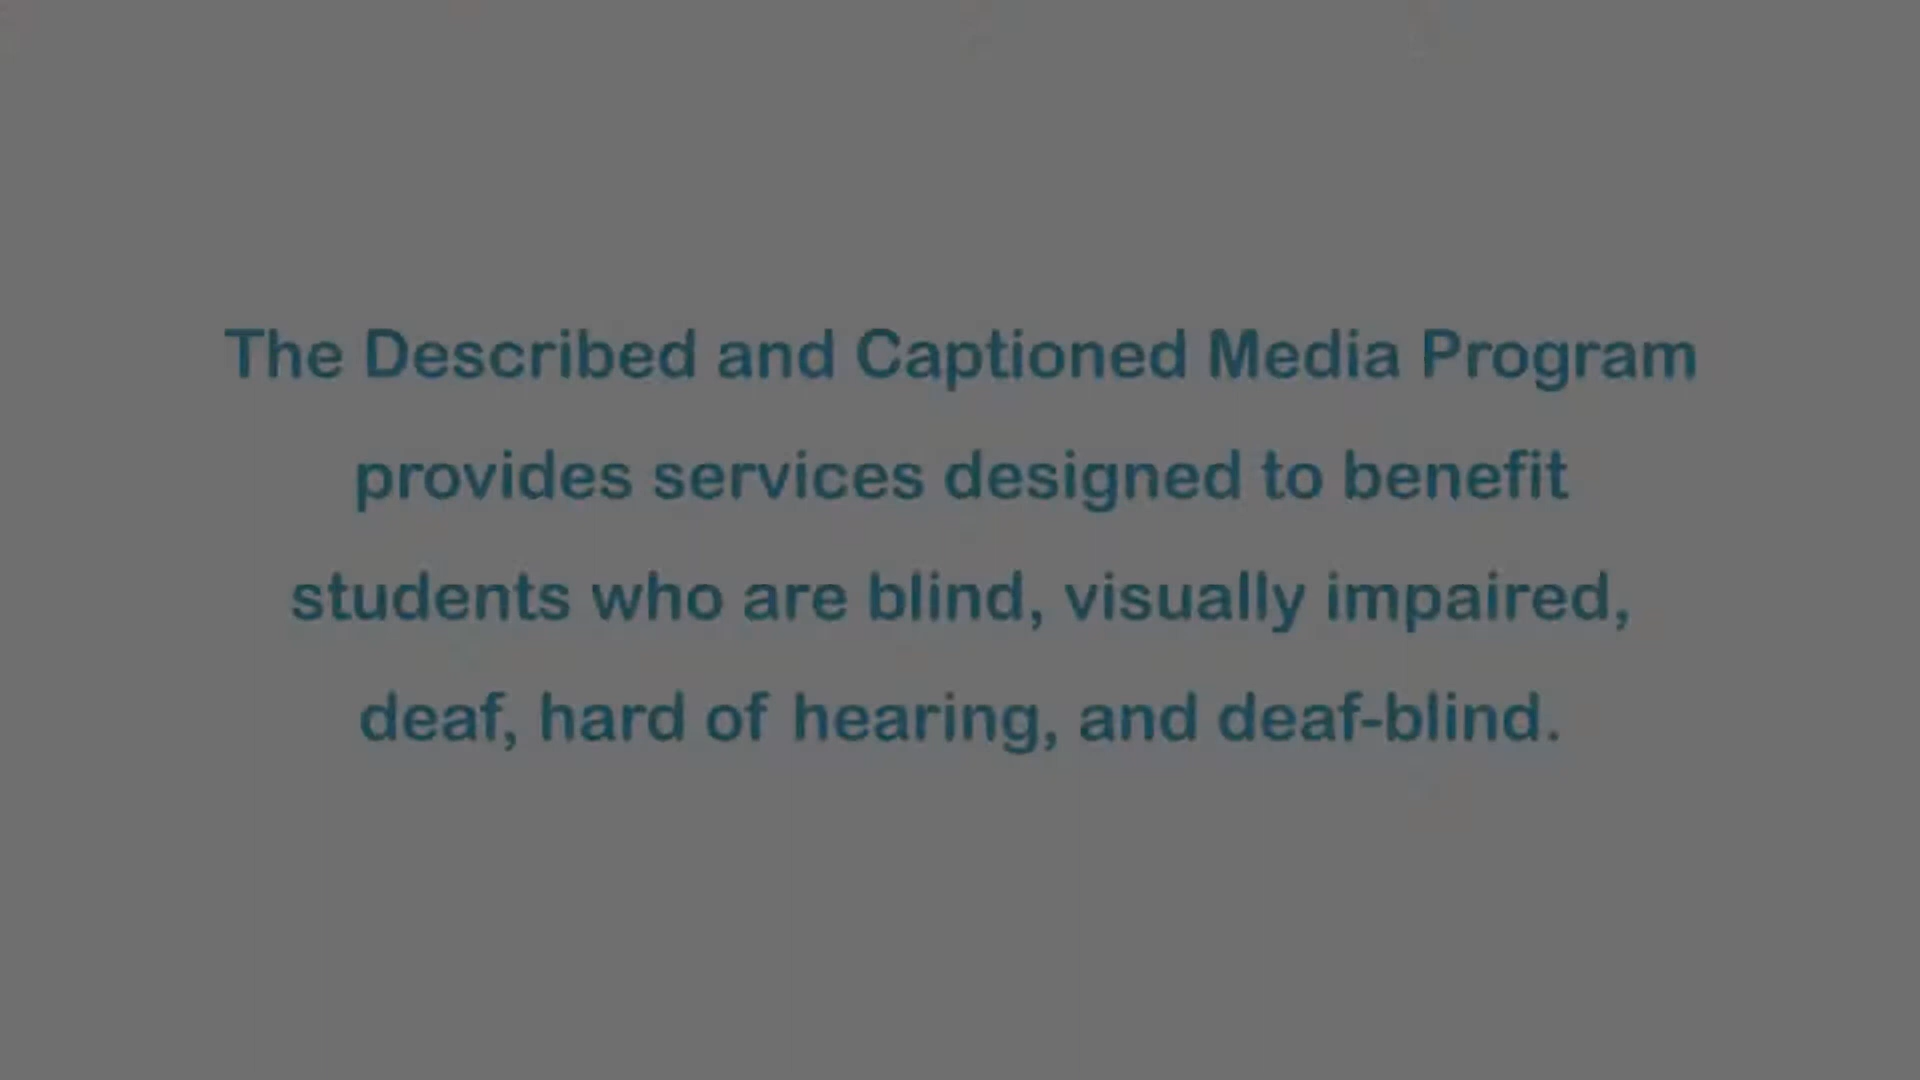 The Described and Captioned Media Program
provides services designed to benefit
students who are blind, visually impaired,
deaf, hard of hearing, and deaf-blind.